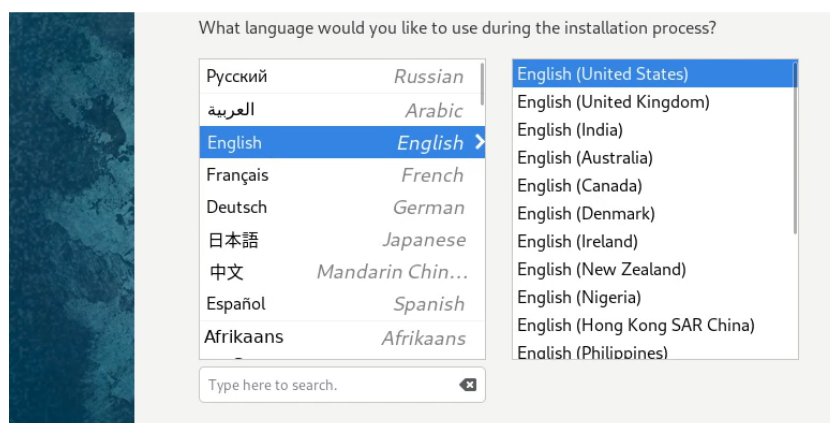 What language would you like to use during the installation process?
Русский Russian
العربية Arabic
English English
Français French
Deutsch German
日本語 Japanese
中文 Mandarin Chin...
Español Spanish
Afrikaans Afrikaans
Type here to search.
English (United States)
English (United Kingdom)
English (India)
English (Australia)
English (Canada)
English (Denmark)
English (Ireland)
English (New Zealand)
English (Nigeria)
English (Hong Kong SAR China)
English (Philippines)